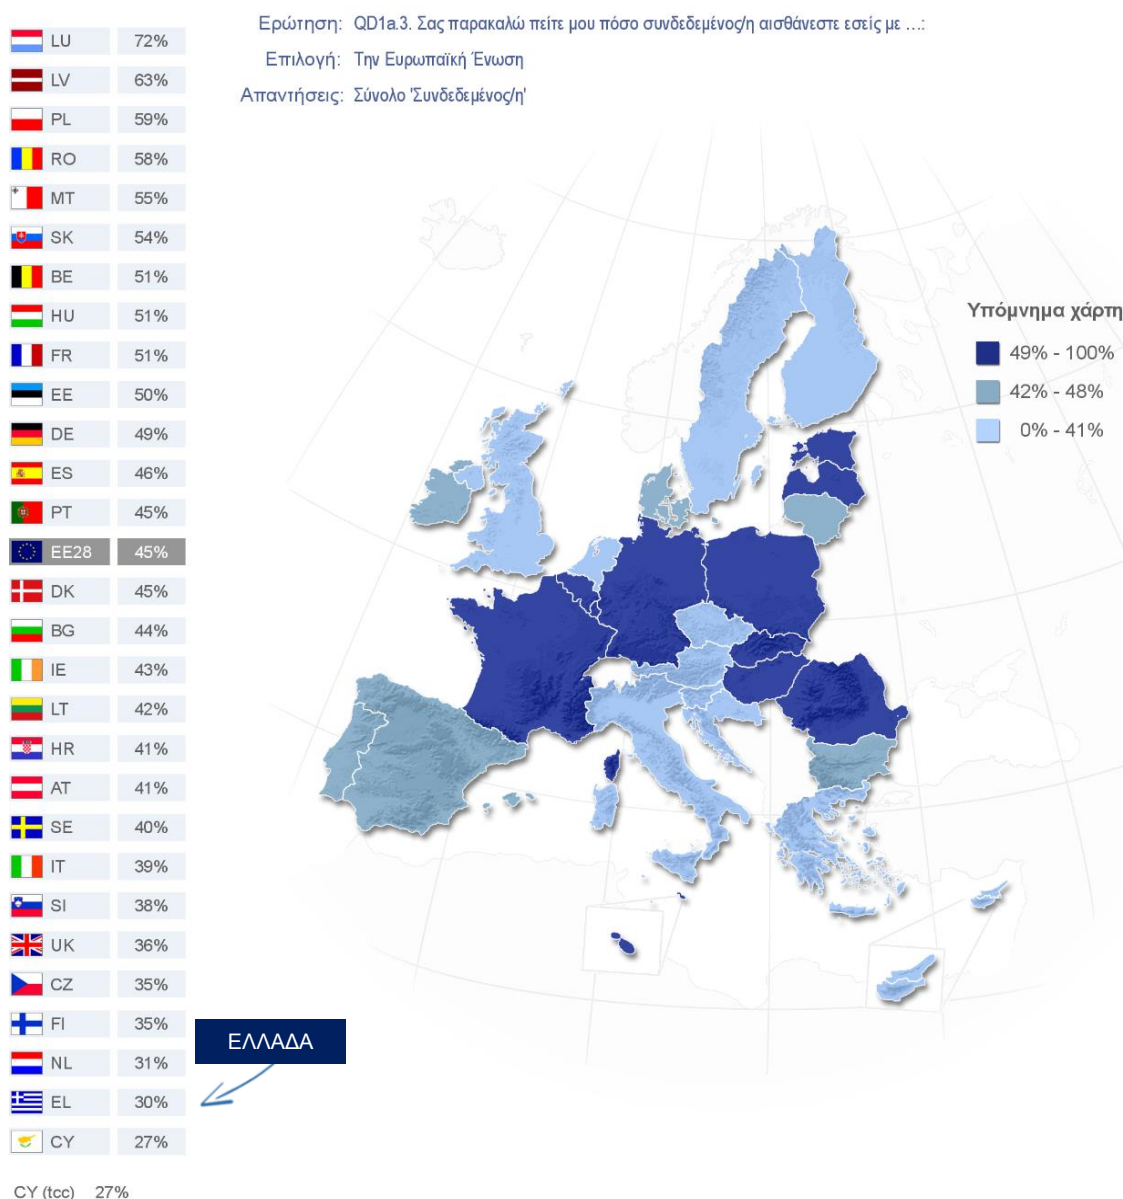 Ερώτηση: QD1a.3. Σας παρακαλώ πείτε μου πόσο συνδεδεμένος/η αισθάνεστε εσείς με …:
Επιλογή: Την Ευρωπαϊκή Ένωση
Απαντήσεις: Σύνολο 'Συνδεδεμένος/η'
LU 72%
LV 63%
PL 59%
RO 58%
MT 55%
SK 54%
BE 51%
HU 51%
FR 51%
EE 50%
DE 49%
ES 46%
PT 45%
EE28 45%
DK 45%
BG 44%
IE 43%
LT 42%
HR 41%
AT 41%
SE 40%
IT 39%
SI 38%
UK 36%
CZ 35%
FI 35%
NL 31%
EL 30%
CY 27%
CY (tcc) 27%
Υπόμνημα χάρτη
49% - 100%
42% - 48%
0% - 41%
ΕΛΛΑΔΑ